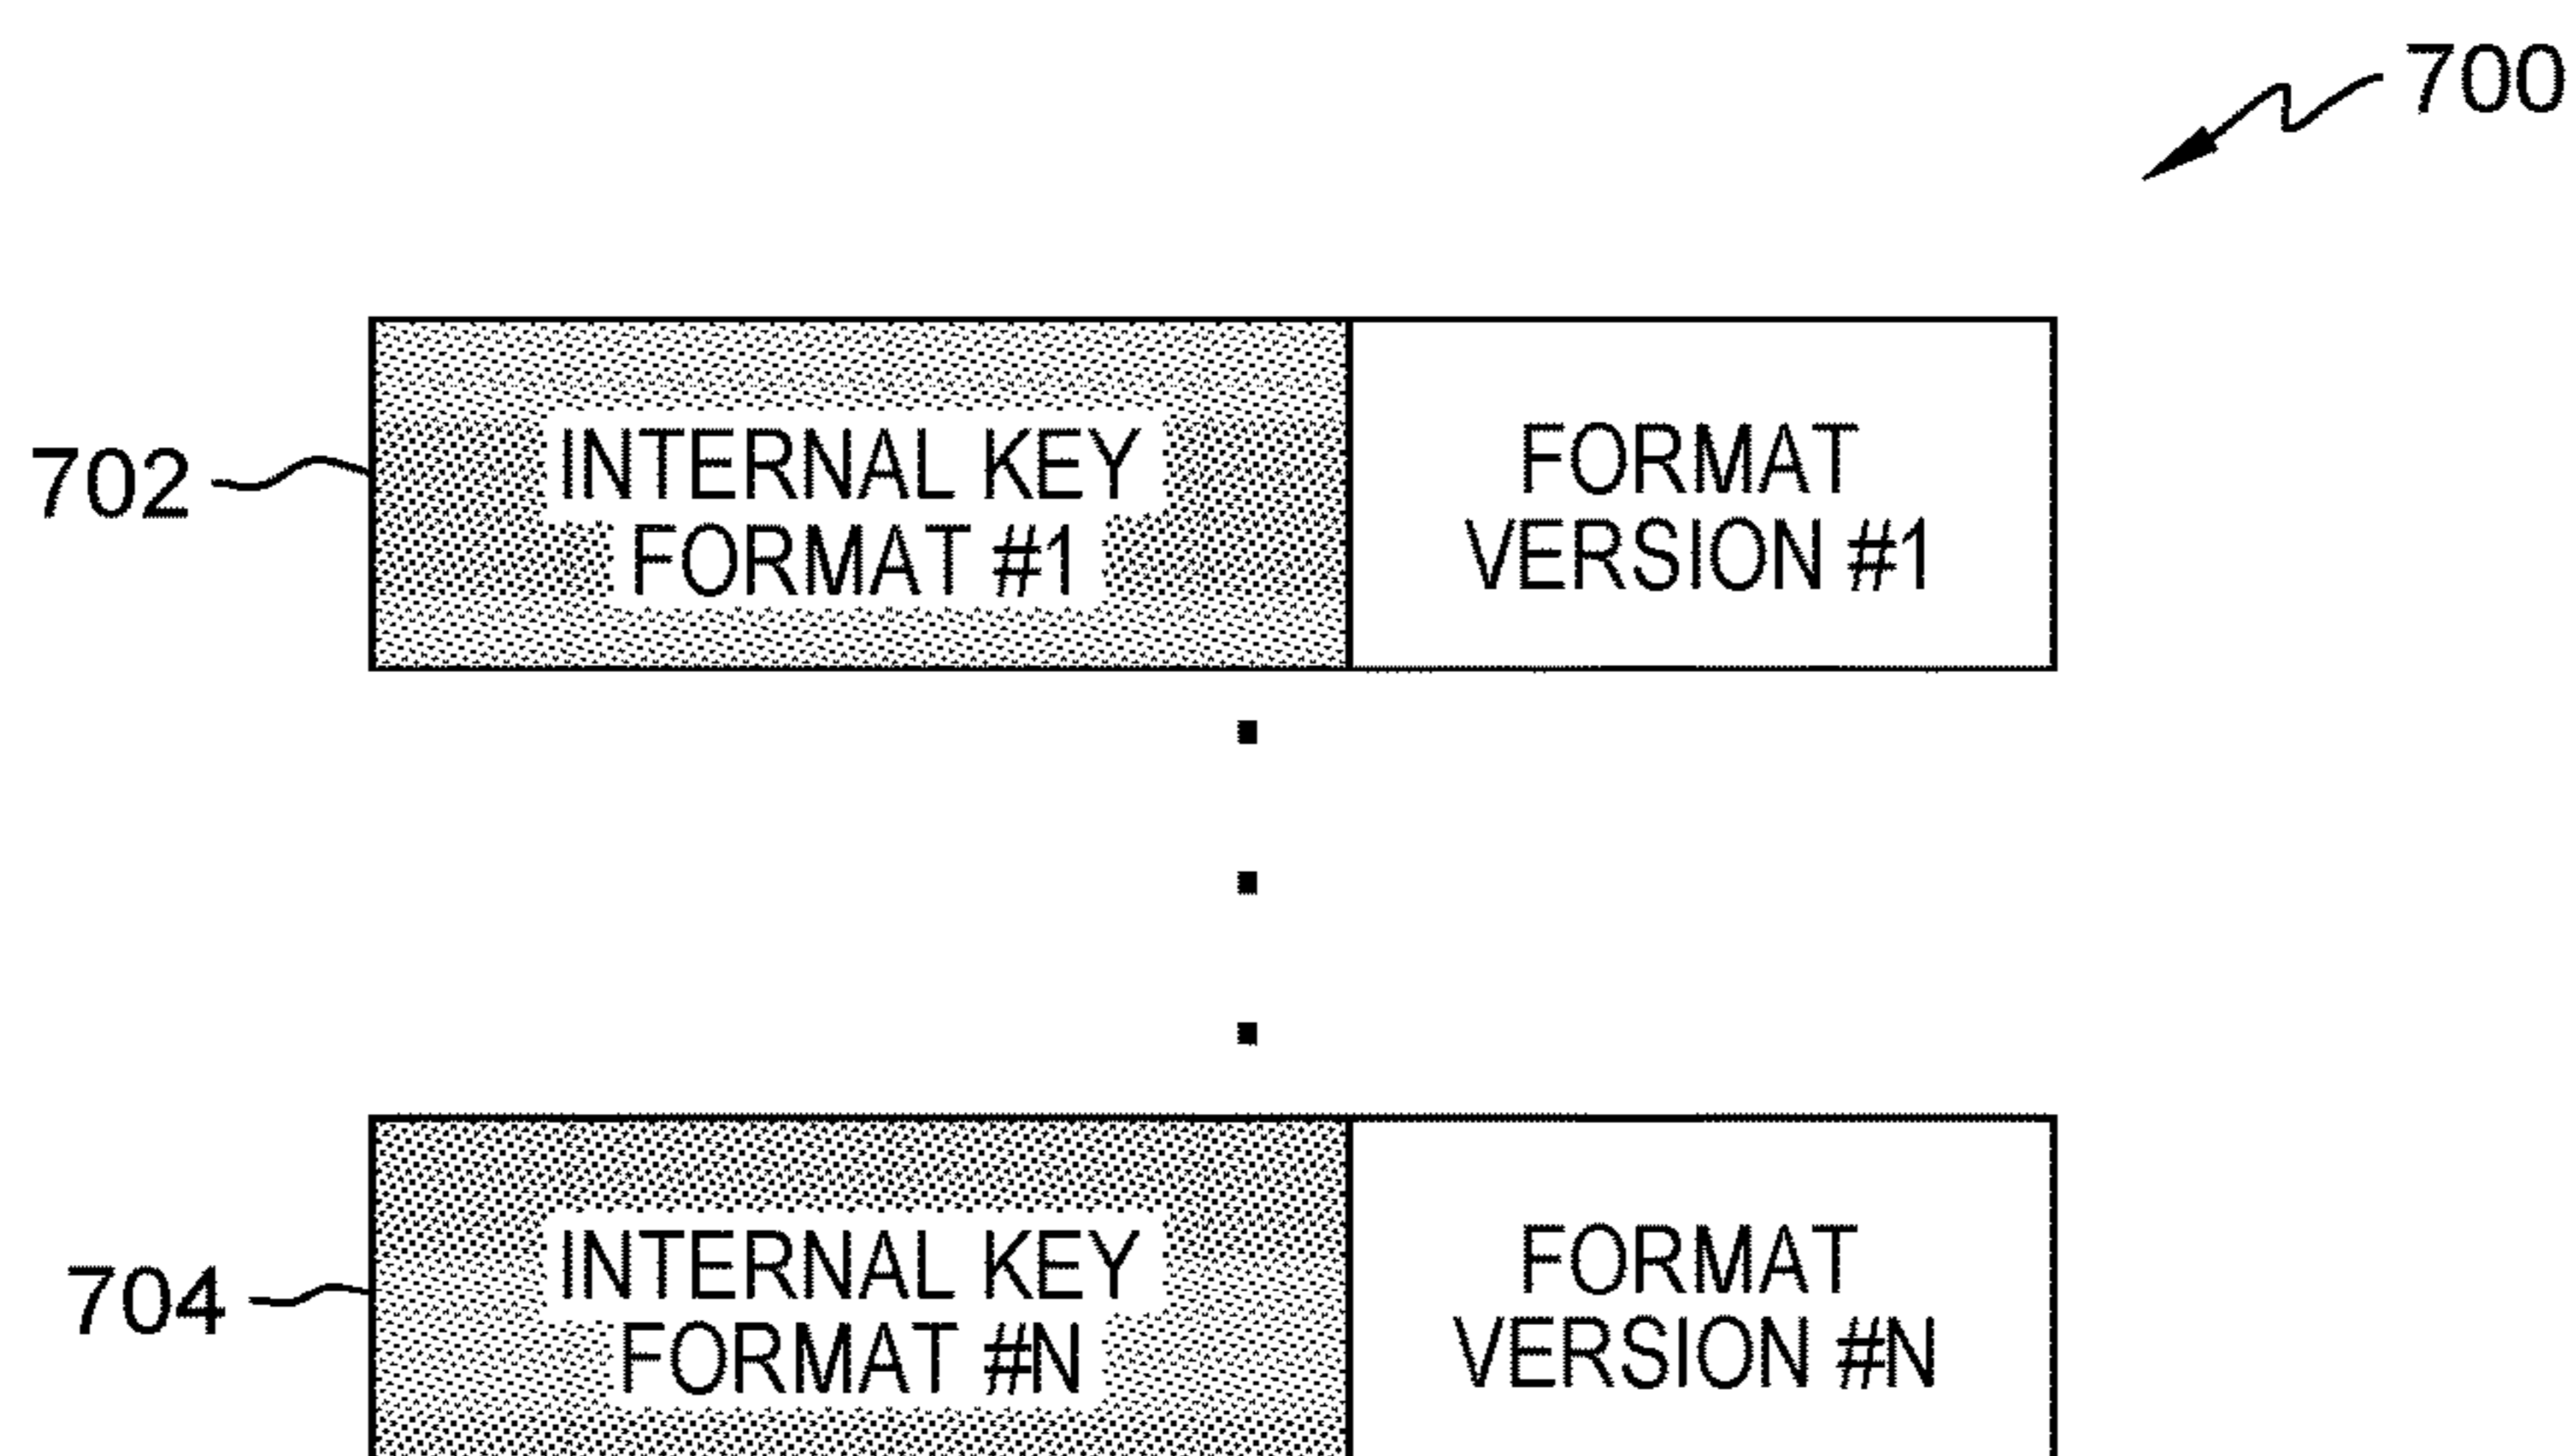 700
702
INTERNAL KEY
FORMAT #1
FORMAT
VERSION #1
704
INTERNAL KEY
FORMAT #N
FORMAT
VERSION #N